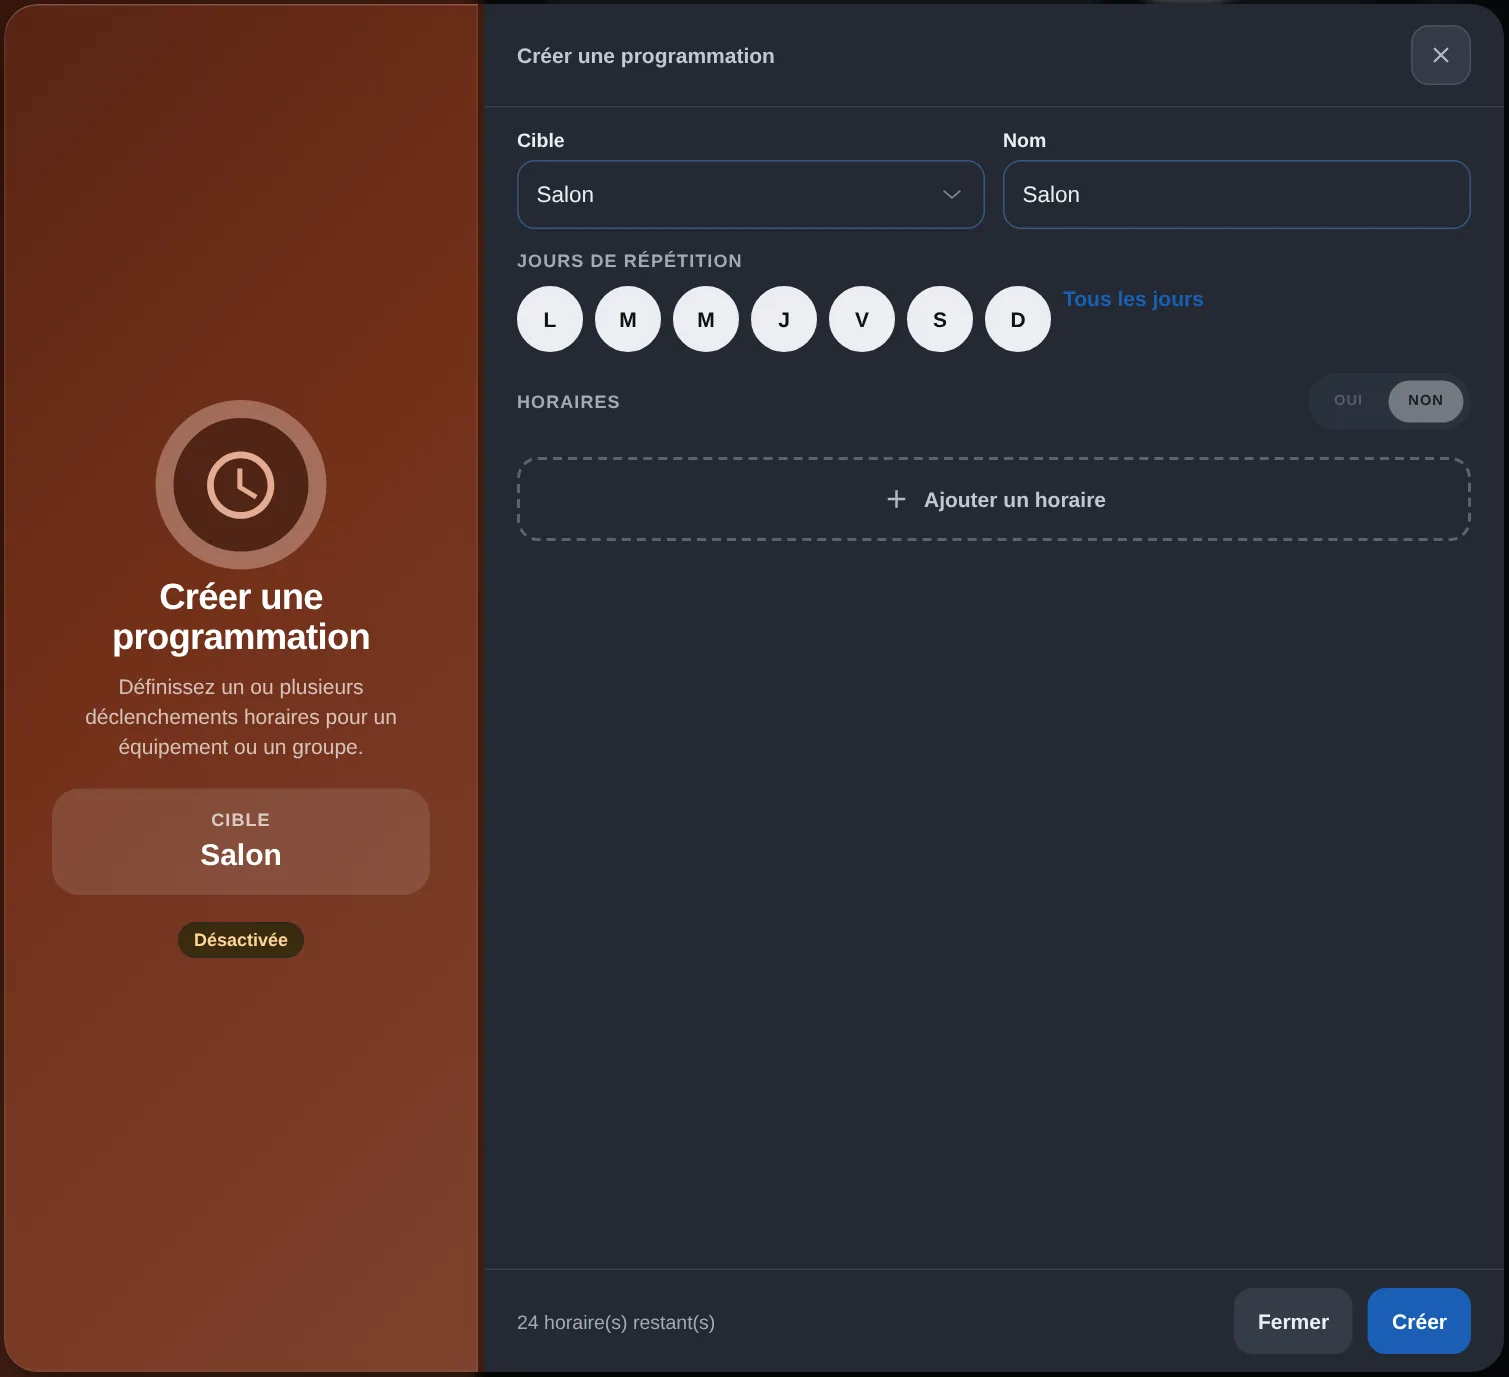 Créer une
programmation
Définissez un ou plusieurs
déclenchements horaires pour un
équipement ou un groupe.
CIBLE
Salon
Désactivée
Créer une programmation
Cible
Nom
Salon
Salon
JOURS DE RÉPÉTITION
L M M J V S D Tous les jours
HORAIRES
OUI NON
Ajouter un horaire
24 horaire(s) restant(s)
Fermer
Créer